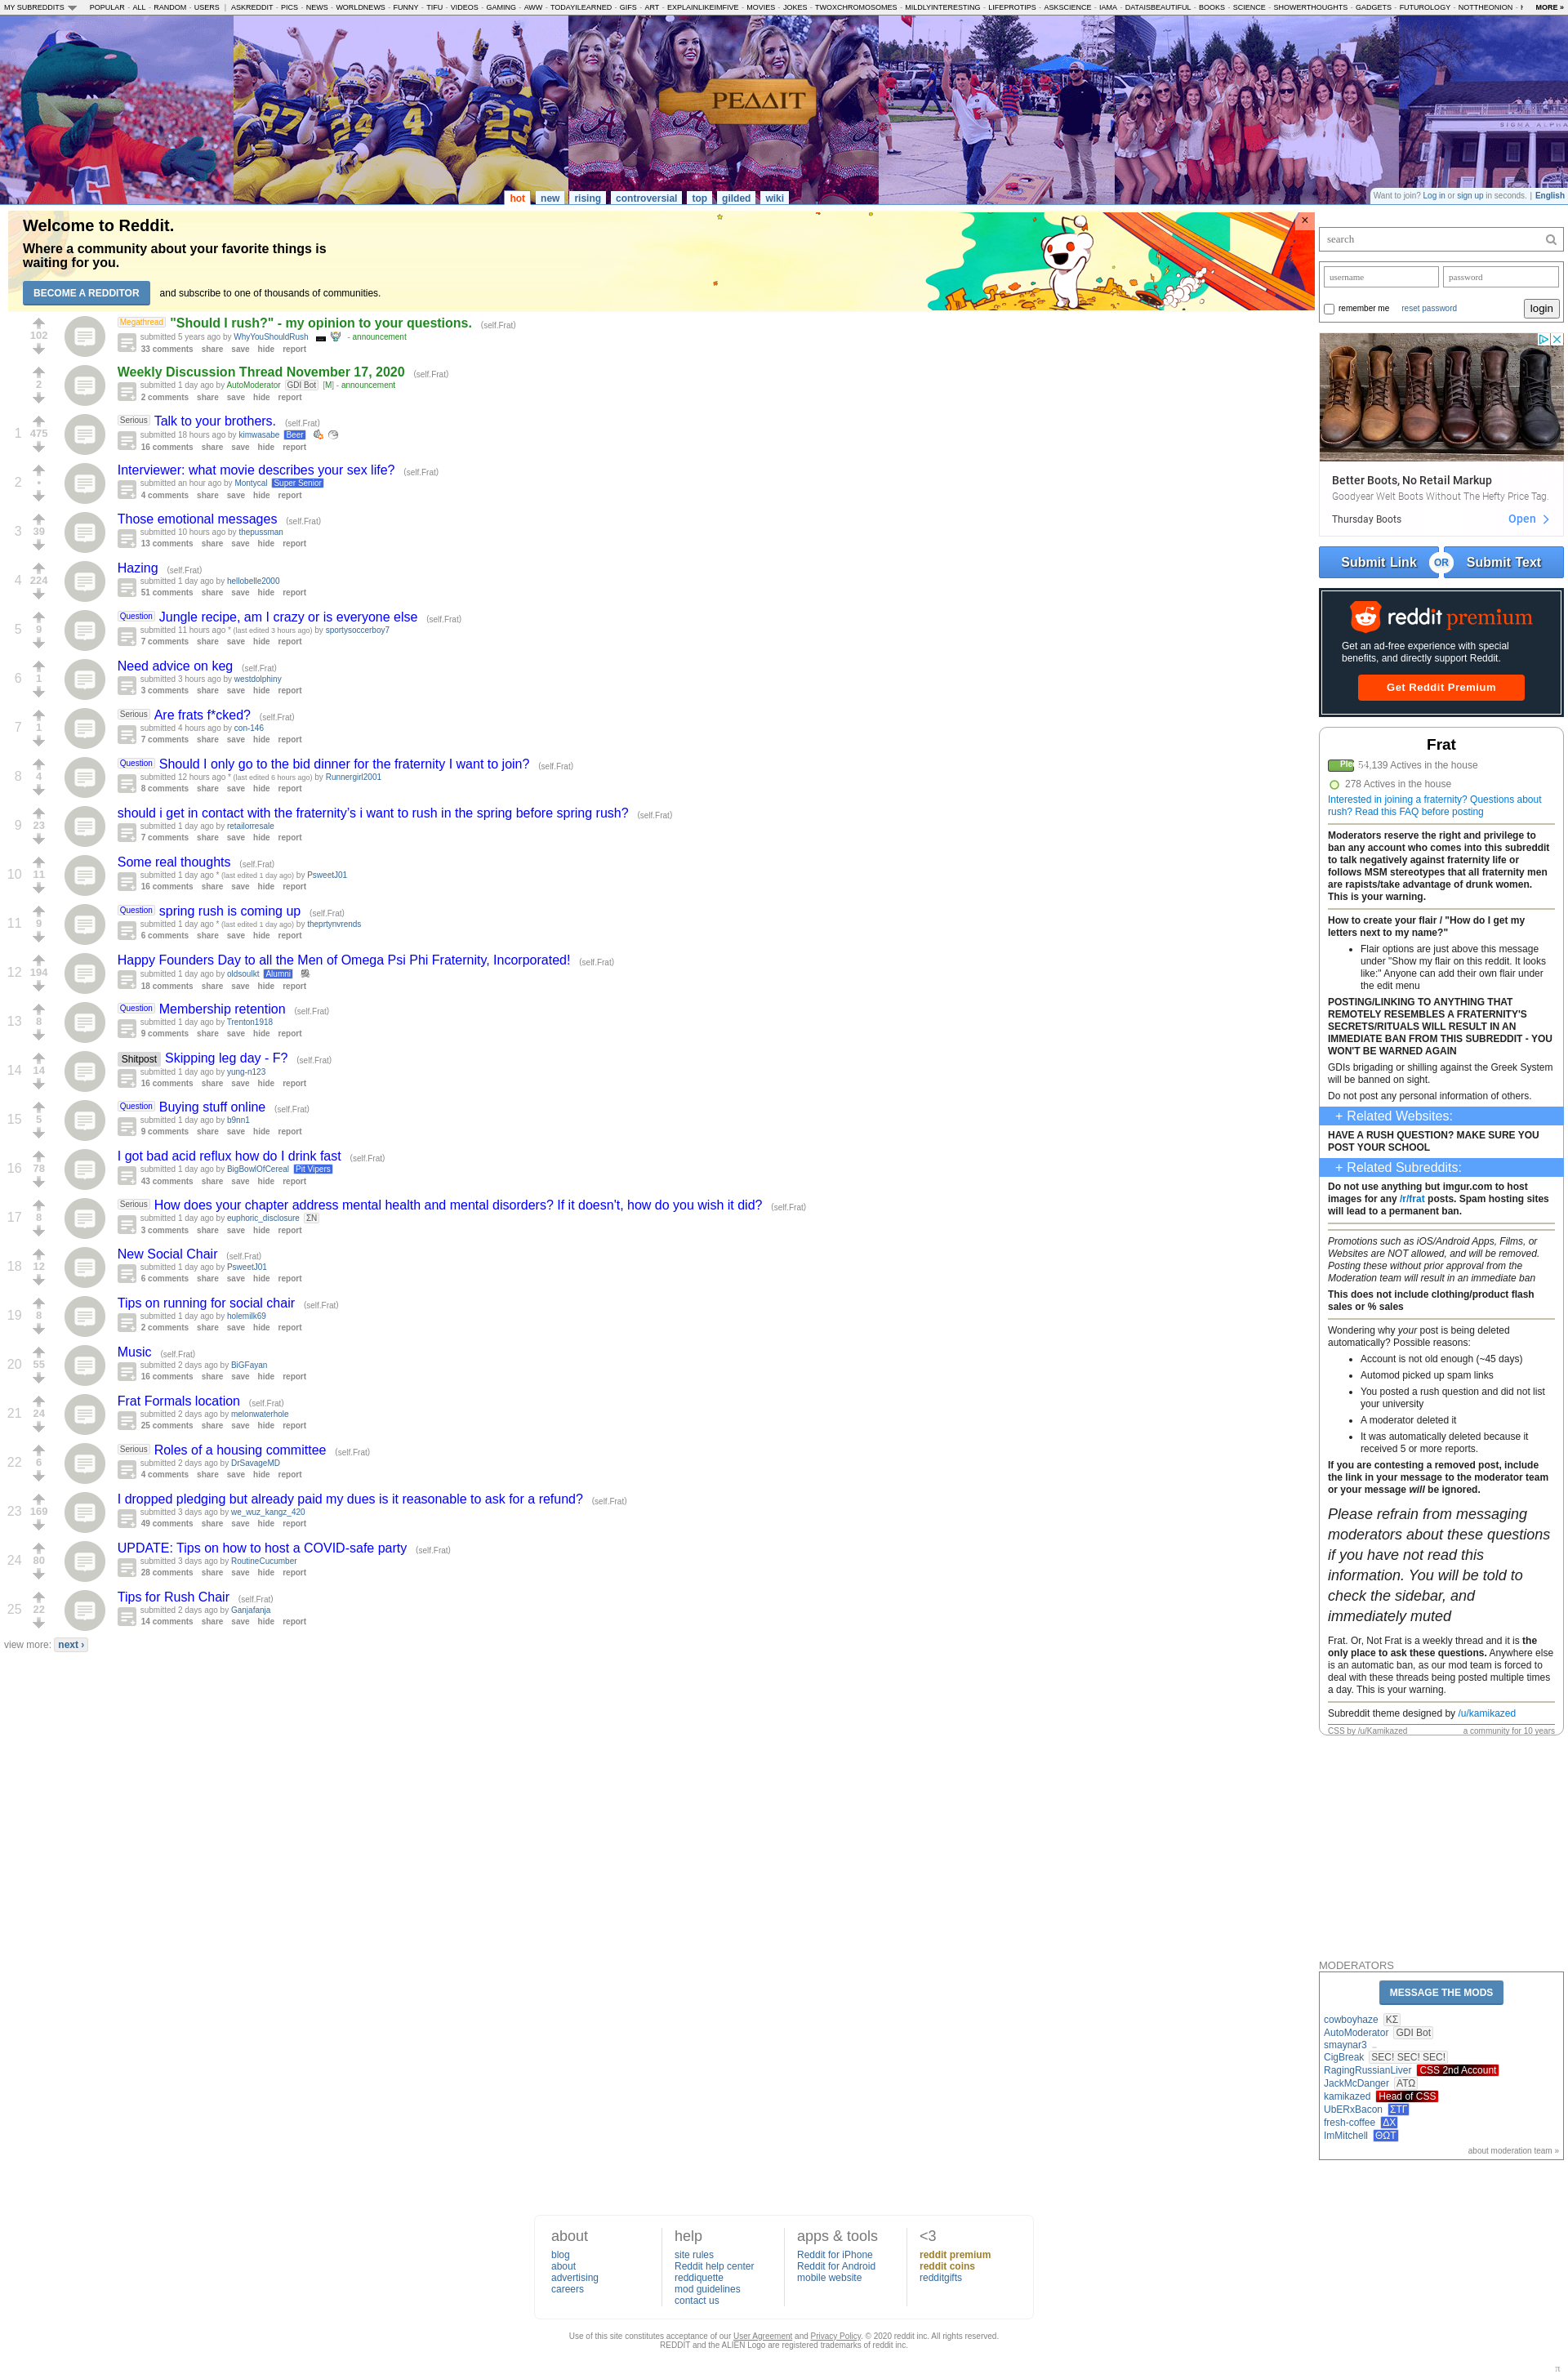 MY SUBREDDITS POPULAR - ALL - RANDOM - USERS | ASKREDDIT - PICS - NEWS - WORLDNEWS - FUNNY - TIFU - VIDEOS - GAMING - AWW - TODAYILEARNED - GIFS - ART - EXPLAINLIKEIMFIVE - MOVIES - JOKES - TWOXCHROMOSOMES - MILDLYINTERESTING - LIFEPROTIPS - ASKSCIENCE - IAMA - DATAISBEAUTIFUL - BOOKS - SCIENCE - SHOWERTHOUGHTS - GADGETS - FUTUROLOGY - NOTTHEONION - MORE »
ΡΕΔΔΙΤ
SIGMA ALPHA
hot new rising controversial top gilded wiki
Want to join? Log in or sign up in seconds. | English
Welcome to Reddit.
Where a community about your favorite things is
waiting for you.
BECOME A REDDITOR and subscribe to one of thousands of communities.
×
102
Megathread "Should I rush?" - my opinion to your questions. (self.Frat)
submitted 5 years ago by WhyYouShouldRush - announcement
33 comments share save hide report
2
Weekly Discussion Thread November 17, 2020 (self.Frat)
submitted 1 day ago by AutoModerator GDI Bot [M] - announcement
2 comments share save hide report
1 475
Serious Talk to your brothers. (self.Frat)
submitted 18 hours ago by kimwasabe Beer
16 comments share save hide report
2 •
Interviewer: what movie describes your sex life? (self.Frat)
submitted an hour ago by Montycal Super Senior
4 comments share save hide report
3 39
Those emotional messages (self.Frat)
submitted 10 hours ago by thepussman
13 comments share save hide report
4 224
Hazing (self.Frat)
submitted 1 day ago by hellobelle2000
51 comments share save hide report
5 9
Question Jungle recipe, am I crazy or is everyone else (self.Frat)
submitted 11 hours ago * (last edited 3 hours ago) by sportysoccerboy7
7 comments share save hide report
6 1
Need advice on keg (self.Frat)
submitted 3 hours ago by westdolphiny
3 comments share save hide report
7 1
Serious Are frats f*cked? (self.Frat)
submitted 4 hours ago by con-146
7 comments share save hide report
8 4
Question Should I only go to the bid dinner for the fraternity I want to join? (self.Frat)
submitted 12 hours ago * (last edited 6 hours ago) by Runnergirl2001
8 comments share save hide report
9 23
should i get in contact with the fraternity's i want to rush in the spring before spring rush? (self.Frat)
submitted 1 day ago by retailorresale
7 comments share save hide report
10 11
Some real thoughts (self.Frat)
submitted 1 day ago * (last edited 1 day ago) by PsweetJ01
16 comments share save hide report
11 9
Question spring rush is coming up (self.Frat)
submitted 1 day ago * (last edited 1 day ago) by theprtyrivrends
6 comments share save hide report
12 194
Happy Founders Day to all the Men of Omega Psi Phi Fraternity, Incorporated! (self.Frat)
submitted 1 day ago by oldsoulkt Alumni
18 comments share save hide report
13 8
Question Membership retention (self.Frat)
submitted 1 day ago by Trenton1918
9 comments share save hide report
14 14
Shitpost Skipping leg day - F? (self.Frat)
submitted 1 day ago by yung-n123
16 comments share save hide report
15 5
Question Buying stuff online (self.Frat)
submitted 1 day ago by b9nn1
9 comments share save hide report
16 78
I got bad acid reflux how do I drink fast (self.Frat)
submitted 1 day ago by BigBowlOfCereal Pit Vipers
43 comments share save hide report
17 8
Serious How does your chapter address mental health and mental disorders? If it doesn't, how do you wish it did? (self.Frat)
submitted 1 day ago by euphoric_disclosure ΣΝ
3 comments share save hide report
18 12
New Social Chair (self.Frat)
submitted 1 day ago by PsweetJ01
6 comments share save hide report
19 8
Tips on running for social chair (self.Frat)
submitted 1 day ago by holemilk69
2 comments share save hide report
20 55
Music (self.Frat)
submitted 2 days ago by BiGFayan
16 comments share save hide report
21 24
Frat Formals location (self.Frat)
submitted 2 days ago by melonwaterhole
25 comments share save hide report
22 6
Serious Roles of a housing committee (self.Frat)
submitted 2 days ago by DrSavageMD
4 comments share save hide report
23 169
I dropped pledging but already paid my dues is it reasonable to ask for a refund? (self.Frat)
submitted 3 days ago by we_wuz_kangz_420
49 comments share save hide report
24 80
UPDATE: Tips on how to host a COVID-safe party (self.Frat)
submitted 3 days ago by RoutineCucumber
28 comments share save hide report
25 22
Tips for Rush Chair (self.Frat)
submitted 2 days ago by Ganjafanja
14 comments share save hide report
view more: next ›
search
username password
remember me reset password login
Better Boots, No Retail Markup
Goodyear Welt Boots Without The Hefty Price Tag.
Thursday Boots Open
Submit Link OR Submit Text
reddit premium
Get an ad-free experience with special
benefits, and directly support Reddit.
Get Reddit Premium
Frat
54,139 Actives in the house
278 Actives in the house
Interested in joining a fraternity? Questions about
rush? Read this FAQ before posting
Moderators reserve the right and privilege to
ban any account who comes into this subreddit
to talk negatively against fraternity life or
follows MSM stereotypes that all fraternity men
are rapists/take advantage of drunk women.
This is your warning.
How to create your flair / "How do I get my
letters next to my name?"
• Flair options are just above this message
under "Show my flair on this reddit. It looks
like:" Anyone can add their own flair under
the edit menu
POSTING/LINKING TO ANYTHING THAT
REMOTELY RESEMBLES A FRATERNITY'S
SECRETS/RITUALS WILL RESULT IN AN
IMMEDIATE BAN FROM THIS SUBREDDIT - YOU
WON'T BE WARNED AGAIN
GDIs brigading or shilling against the Greek System
will be banned on sight.
Do not post any personal information of others.
+ Related Websites:
HAVE A RUSH QUESTION? MAKE SURE YOU
POST YOUR SCHOOL
+ Related Subreddits:
Do not use anything but imgur.com to host
images for any /r/frat posts. Spam hosting sites
will lead to a permanent ban.
Promotions such as iOS/Android Apps, Films, or
Websites are NOT allowed, and will be removed.
Posting these without prior approval from the
Moderation team will result in an immediate ban
This does not include clothing/product flash
sales or % sales
Wondering why your post is being deleted
automatically? Possible reasons:
• Account is not old enough (~45 days)
• Automod picked up spam links
• You posted a rush question and did not list
your university
• A moderator deleted it
• It was automatically deleted because it
received 5 or more reports.
If you are contesting a removed post, include
the link in your message to the moderator team
or your message will be ignored.
Please refrain from messaging
moderators about these questions
if you have not read this
information. You will be told to
check the sidebar, and
immediately muted
Frat. Or, Not Frat is a weekly thread and it is the
only place to ask these questions. Anywhere else
is an automatic ban, as our mod team is forced to
deal with these threads being posted multiple times
a day. This is your warning.
Subreddit theme designed by /u/kamikazed
CSS by /u/Kamikazed a community for 10 years
MODERATORS
MESSAGE THE MODS
cowboyhaze ΚΣ
AutoModerator GDI Bot
smaynar3
CigBreak SEC! SEC! SEC!
RagingRussianLiver CSS 2nd Account
JackMcDanger ΑΤΩ
kamikazed Head of CSS
UbERxBacon ΣΤΓ
fresh-coffee ΔΧ
ImMitchell ΘΩΤ
about moderation team »
about
blog
about
advertising
careers
help
site rules
Reddit help center
reddiquette
mod guidelines
contact us
apps & tools
Reddit for iPhone
Reddit for Android
mobile website
<3
reddit premium
reddit coins
redditgifts
Use of this site constitutes acceptance of our User Agreement and Privacy Policy. © 2020 reddit inc. All rights reserved.
REDDIT and the ALIEN Logo are registered trademarks of reddit inc.
π